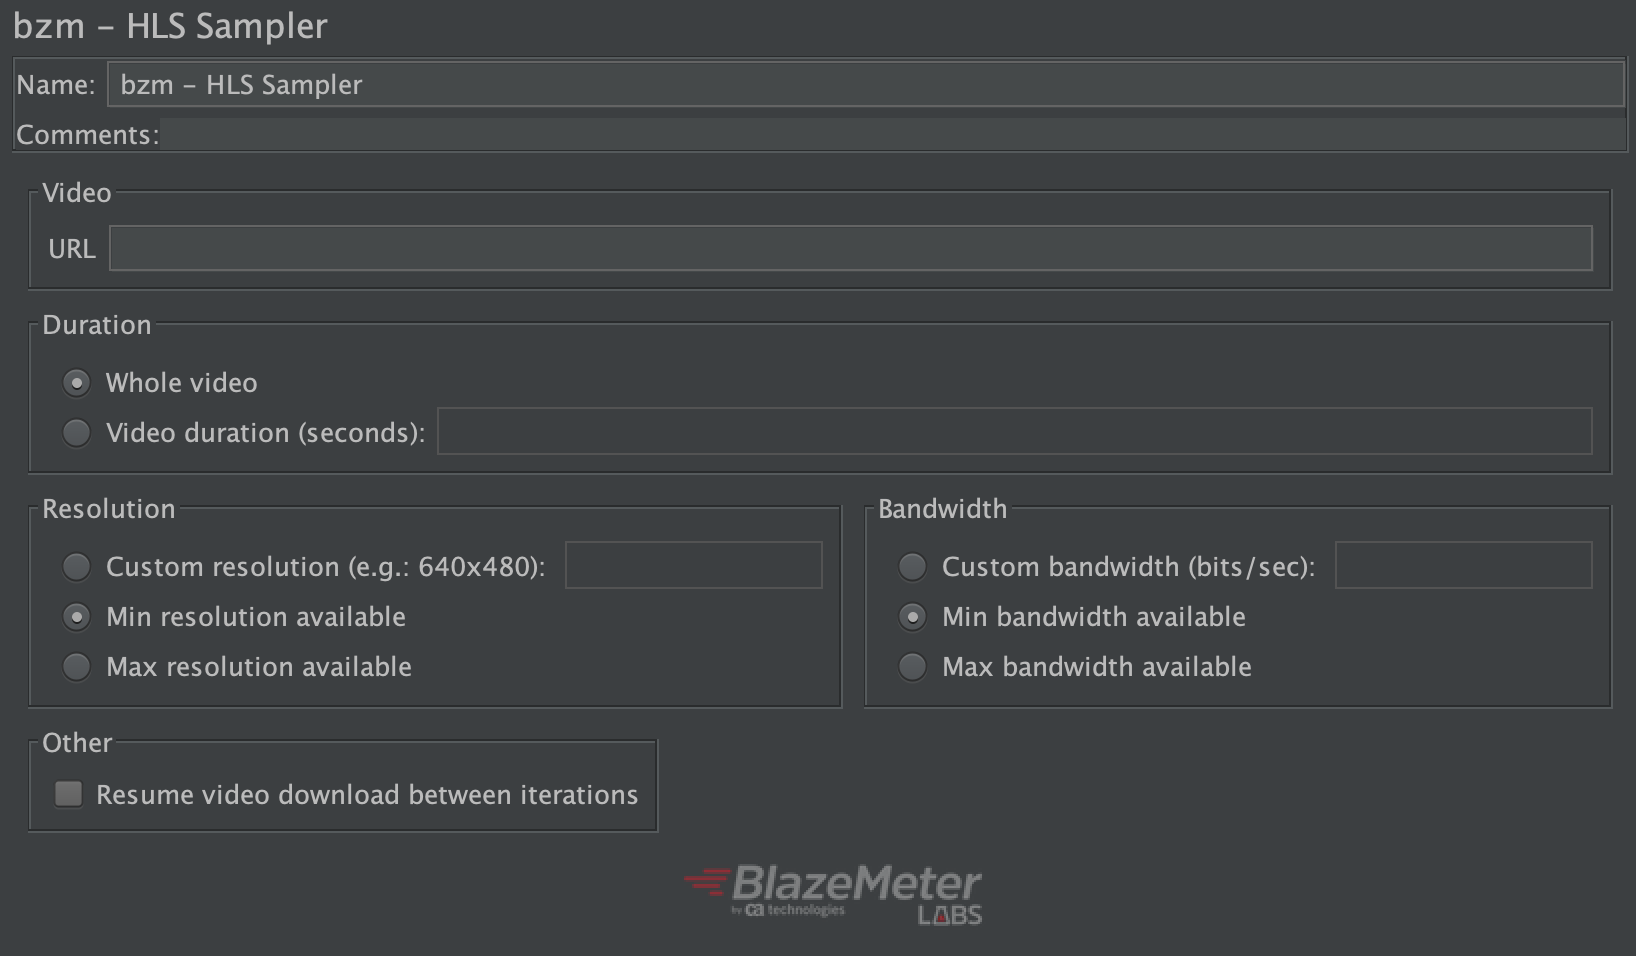 bzm – HLS Sampler
Name: bzm – HLS Sampler
Comments:
Video
URL
Duration
Whole video
Video duration (seconds):
Resolution
Custom resolution (e.g.: 640x480):
Min resolution available
Max resolution available
Bandwidth
Custom bandwidth (bits/sec):
Min bandwidth available
Max bandwidth available
Other
Resume video download between iterations
BlazeMeter
by ca technologies
LABS